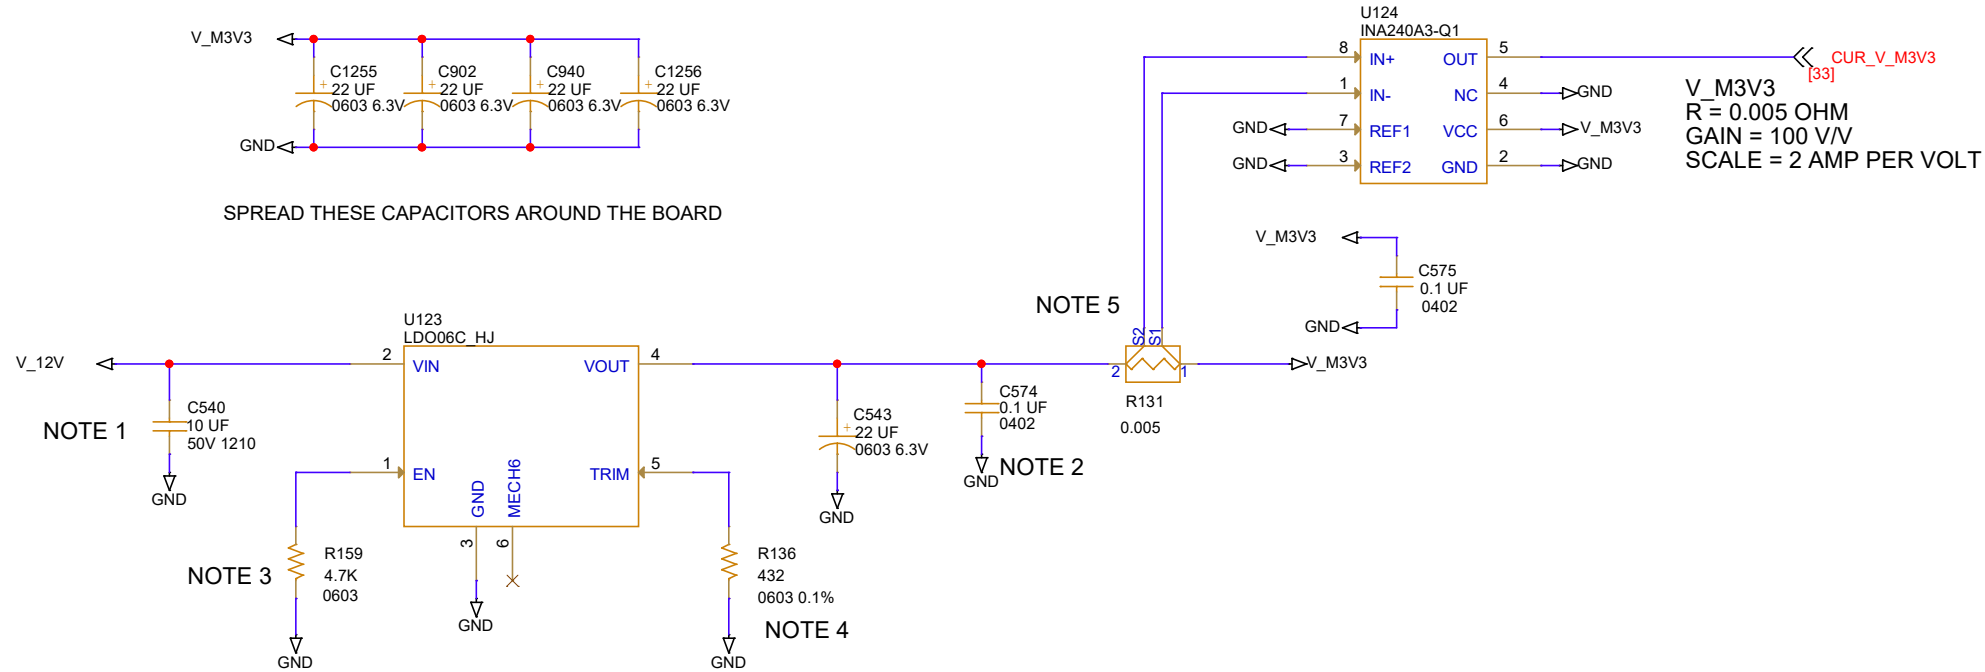 V_M3V3
C1255
22 UF
0603 6.3V
C902
22 UF
0603 6.3V
C940
22 UF
0603 6.3V
C1256
22 UF
0603 6.3V
+
+
+
+
GND
SPREAD THESE CAPACITORS AROUND THE BOARD
U124
INA240A3-Q1
8
IN+
OUT
5
CUR_V_M3V3
[33]
1
IN-
NC
4
GND
GND
7
REF1
VCC
6
V_M3V3
GND
3
REF2
GND
2
GND
V_M3V3
R = 0.005 OHM
GAIN = 100 V/V
SCALE = 2 AMP PER VOLT
V_M3V3
C575
0.1 UF
0402
GND
NOTE 5
S2
S1
2
1
V_M3V3
R131
0.005
U123
LDO06C_HJ
V_12V
2
VIN
VOUT
4
NOTE 1
C540
10 UF
50V 1210
GND
1
EN
TRIM
5
GND
MECH6
3
6
GND
NOTE 3
R159
4.7K
0603
GND
R136
432
0603 0.1%
NOTE 4
GND
C543
+
22 UF
0603 6.3V
GND
C574
0.1 UF
0402
GND
NOTE 2